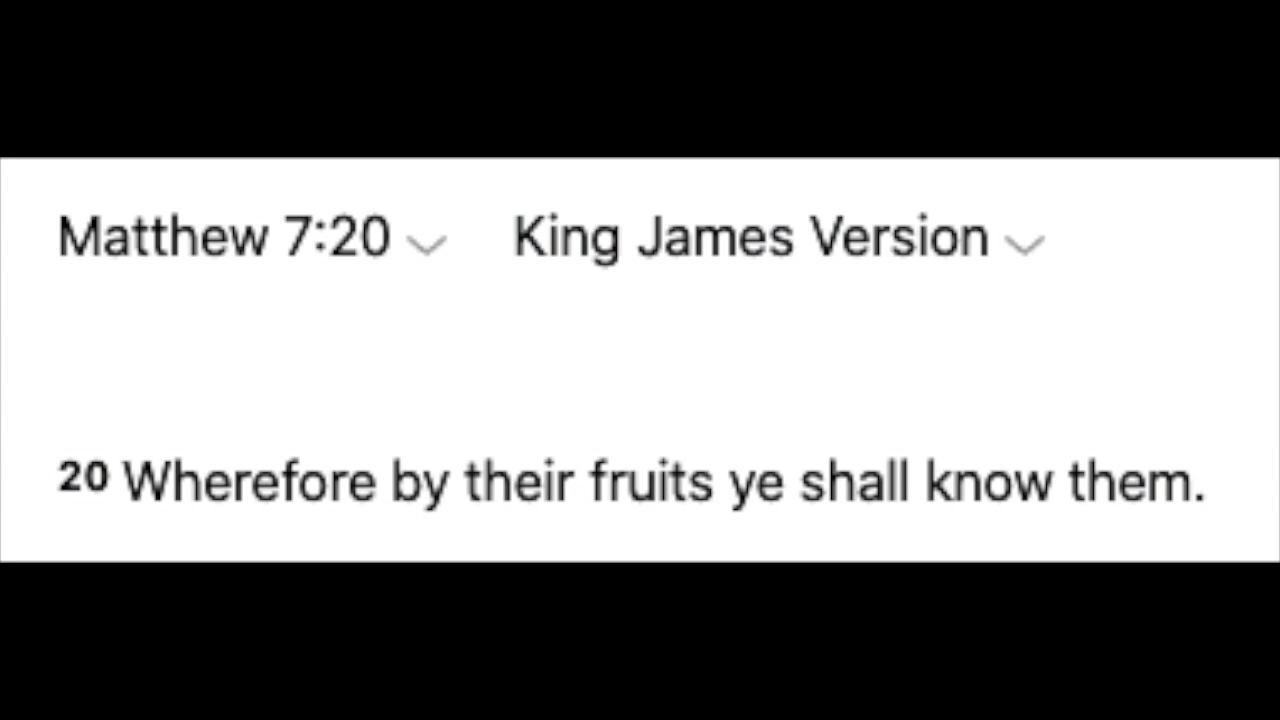 Matthew 7:20 King James Version
20 Wherefore by their fruits ye shall know them.